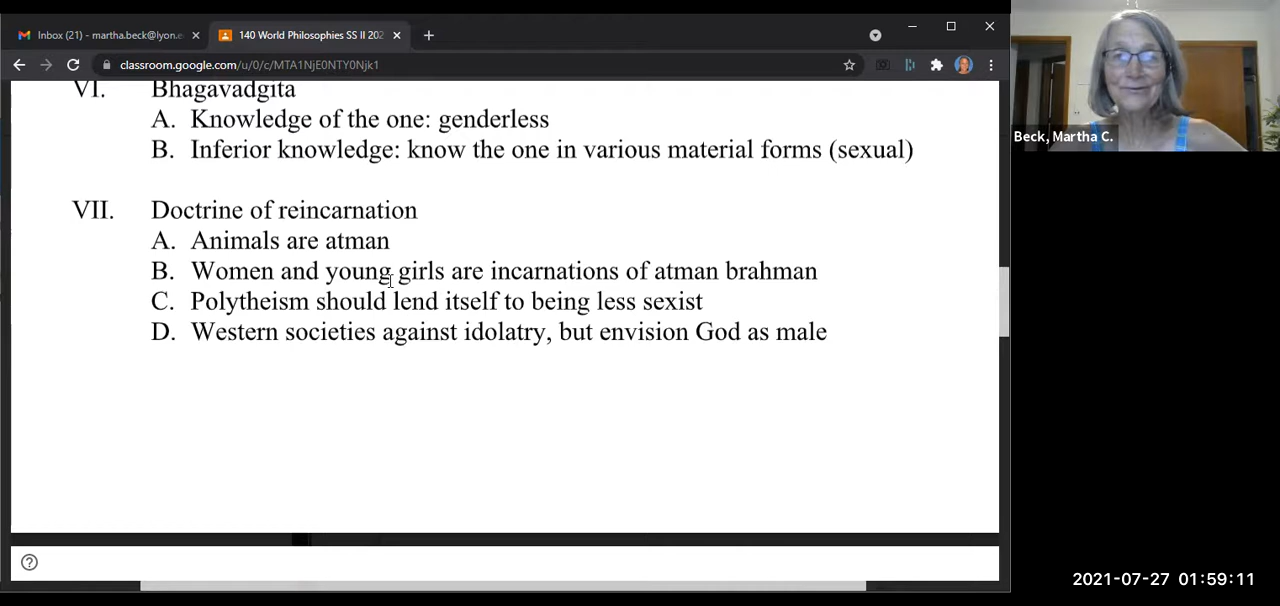 Inbox (21) - martha.beck@lyon.e
140 World Philosophies SS II 202
classroom.google.com/u/0/c/MTA1NjE0NTY0Njk1
VI. Bhagavadgita
A. Knowledge of the one: genderless
B. Inferior knowledge: know the one in various material forms (sexual)
VII. Doctrine of reincarnation
A. Animals are atman
B. Women and young girls are incarnations of atman brahman
C. Polytheism should lend itself to being less sexist
D. Western societies against idolatry, but envision God as male
Beck, Martha C.
2021-07-27 01:59:11